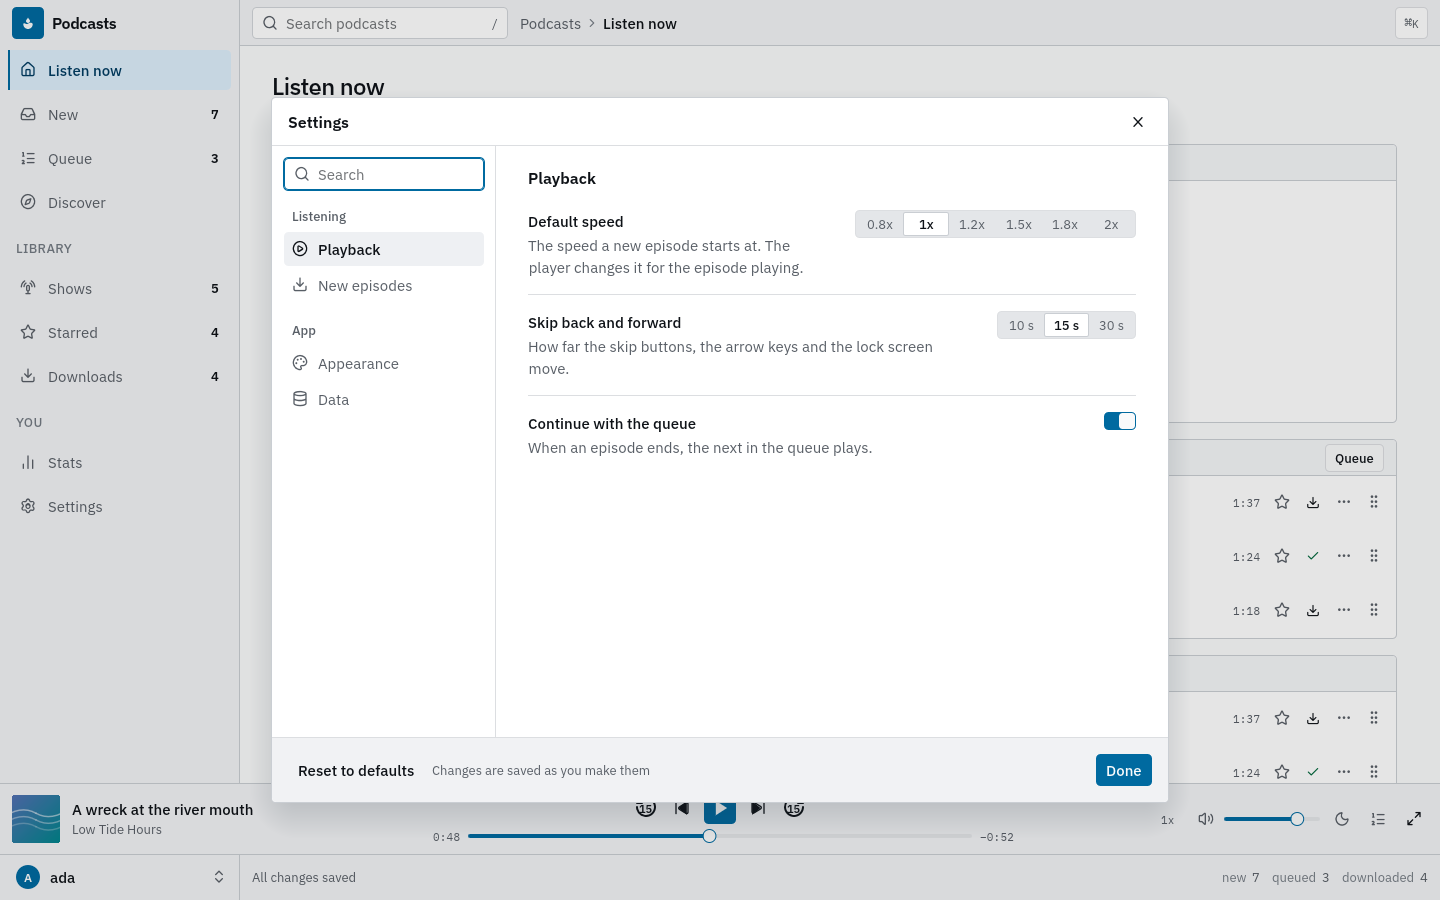 Podcasts
Search podcasts /
Podcasts > Listen now
⌘K
Listen now
New 7
Queue 3
Discover
LIBRARY
Shows 5
Starred 4
Downloads 4
YOU
Stats
Settings
Listen now
Settings
Search
Listening
Playback
New episodes
App
Appearance
Data
Playback
Default speed
The speed a new episode starts at. The
player changes it for the episode playing.
0.8x 1x 1.2x 1.5x 1.8x 2x
Skip back and forward
How far the skip buttons, the arrow keys and the lock screen
move.
10 s 15 s 30 s
Continue with the queue
When an episode ends, the next in the queue plays.
Reset to defaults
Changes are saved as you make them
Done
Queue
1:37
1:24
1:18
1:37
1:24
A wreck at the river mouth
Low Tide Hours
15 15
0:48 −0:52
1x
A ada
All changes saved
new 7 queued 3 downloaded 4